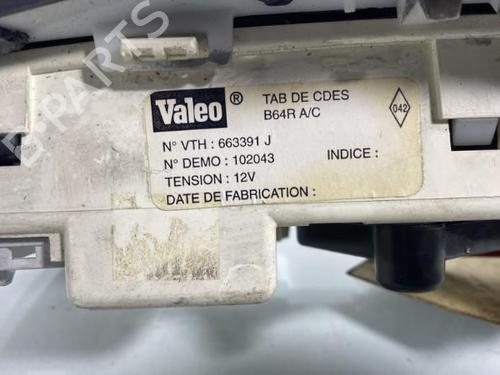 Valeo ®
TAB DE CDES
B64R A/C
042
N° VTH : 663391 J
N° DEMO : 102043
INDICE :
TENSION : 12V
DATE DE FABRICATION :
B-PARTS